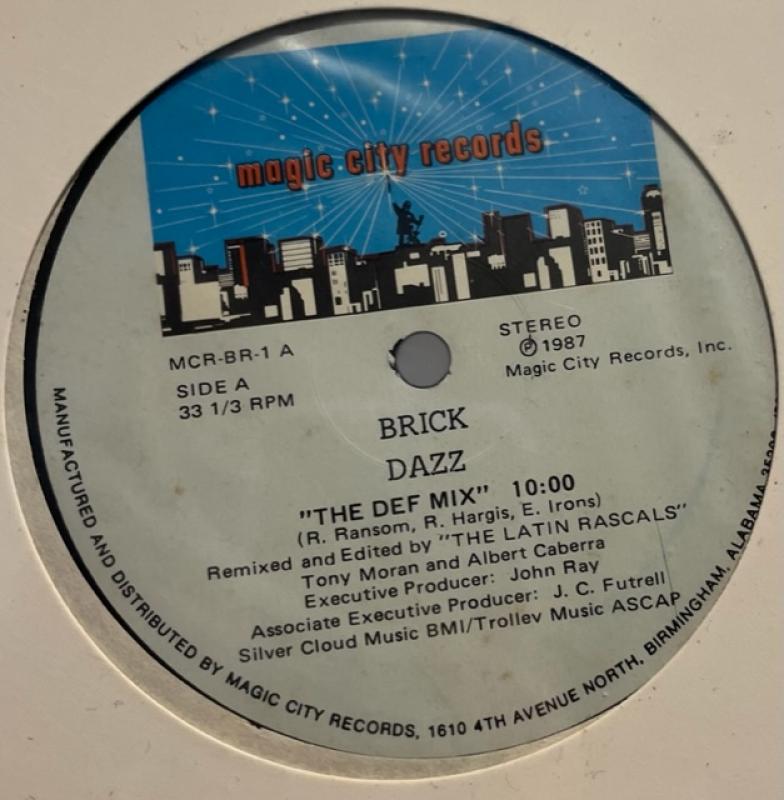 magic city records
MCR-BR-1 A
SIDE A
33 1/3 RPM
STEREO
Ⓟ 1987
Magic City Records, Inc.
BRICK
DAZZ
"THE DEF MIX" 10:00
(R. Ransom, R. Hargis, E. Irons)
Remixed and Edited by "THE LATIN RASCALS"
Tony Moran and Albert Caberra
Executive Producer: John Ray
Associate Executive Producer: J. C. Futrell
Silver Cloud Music BMI/Trollev Music ASCAP
MANUFACTURED AND DISTRIBUTED BY MAGIC CITY RECORDS, 1610 4TH AVENUE NORTH, BIRMINGHAM, ALABAMA